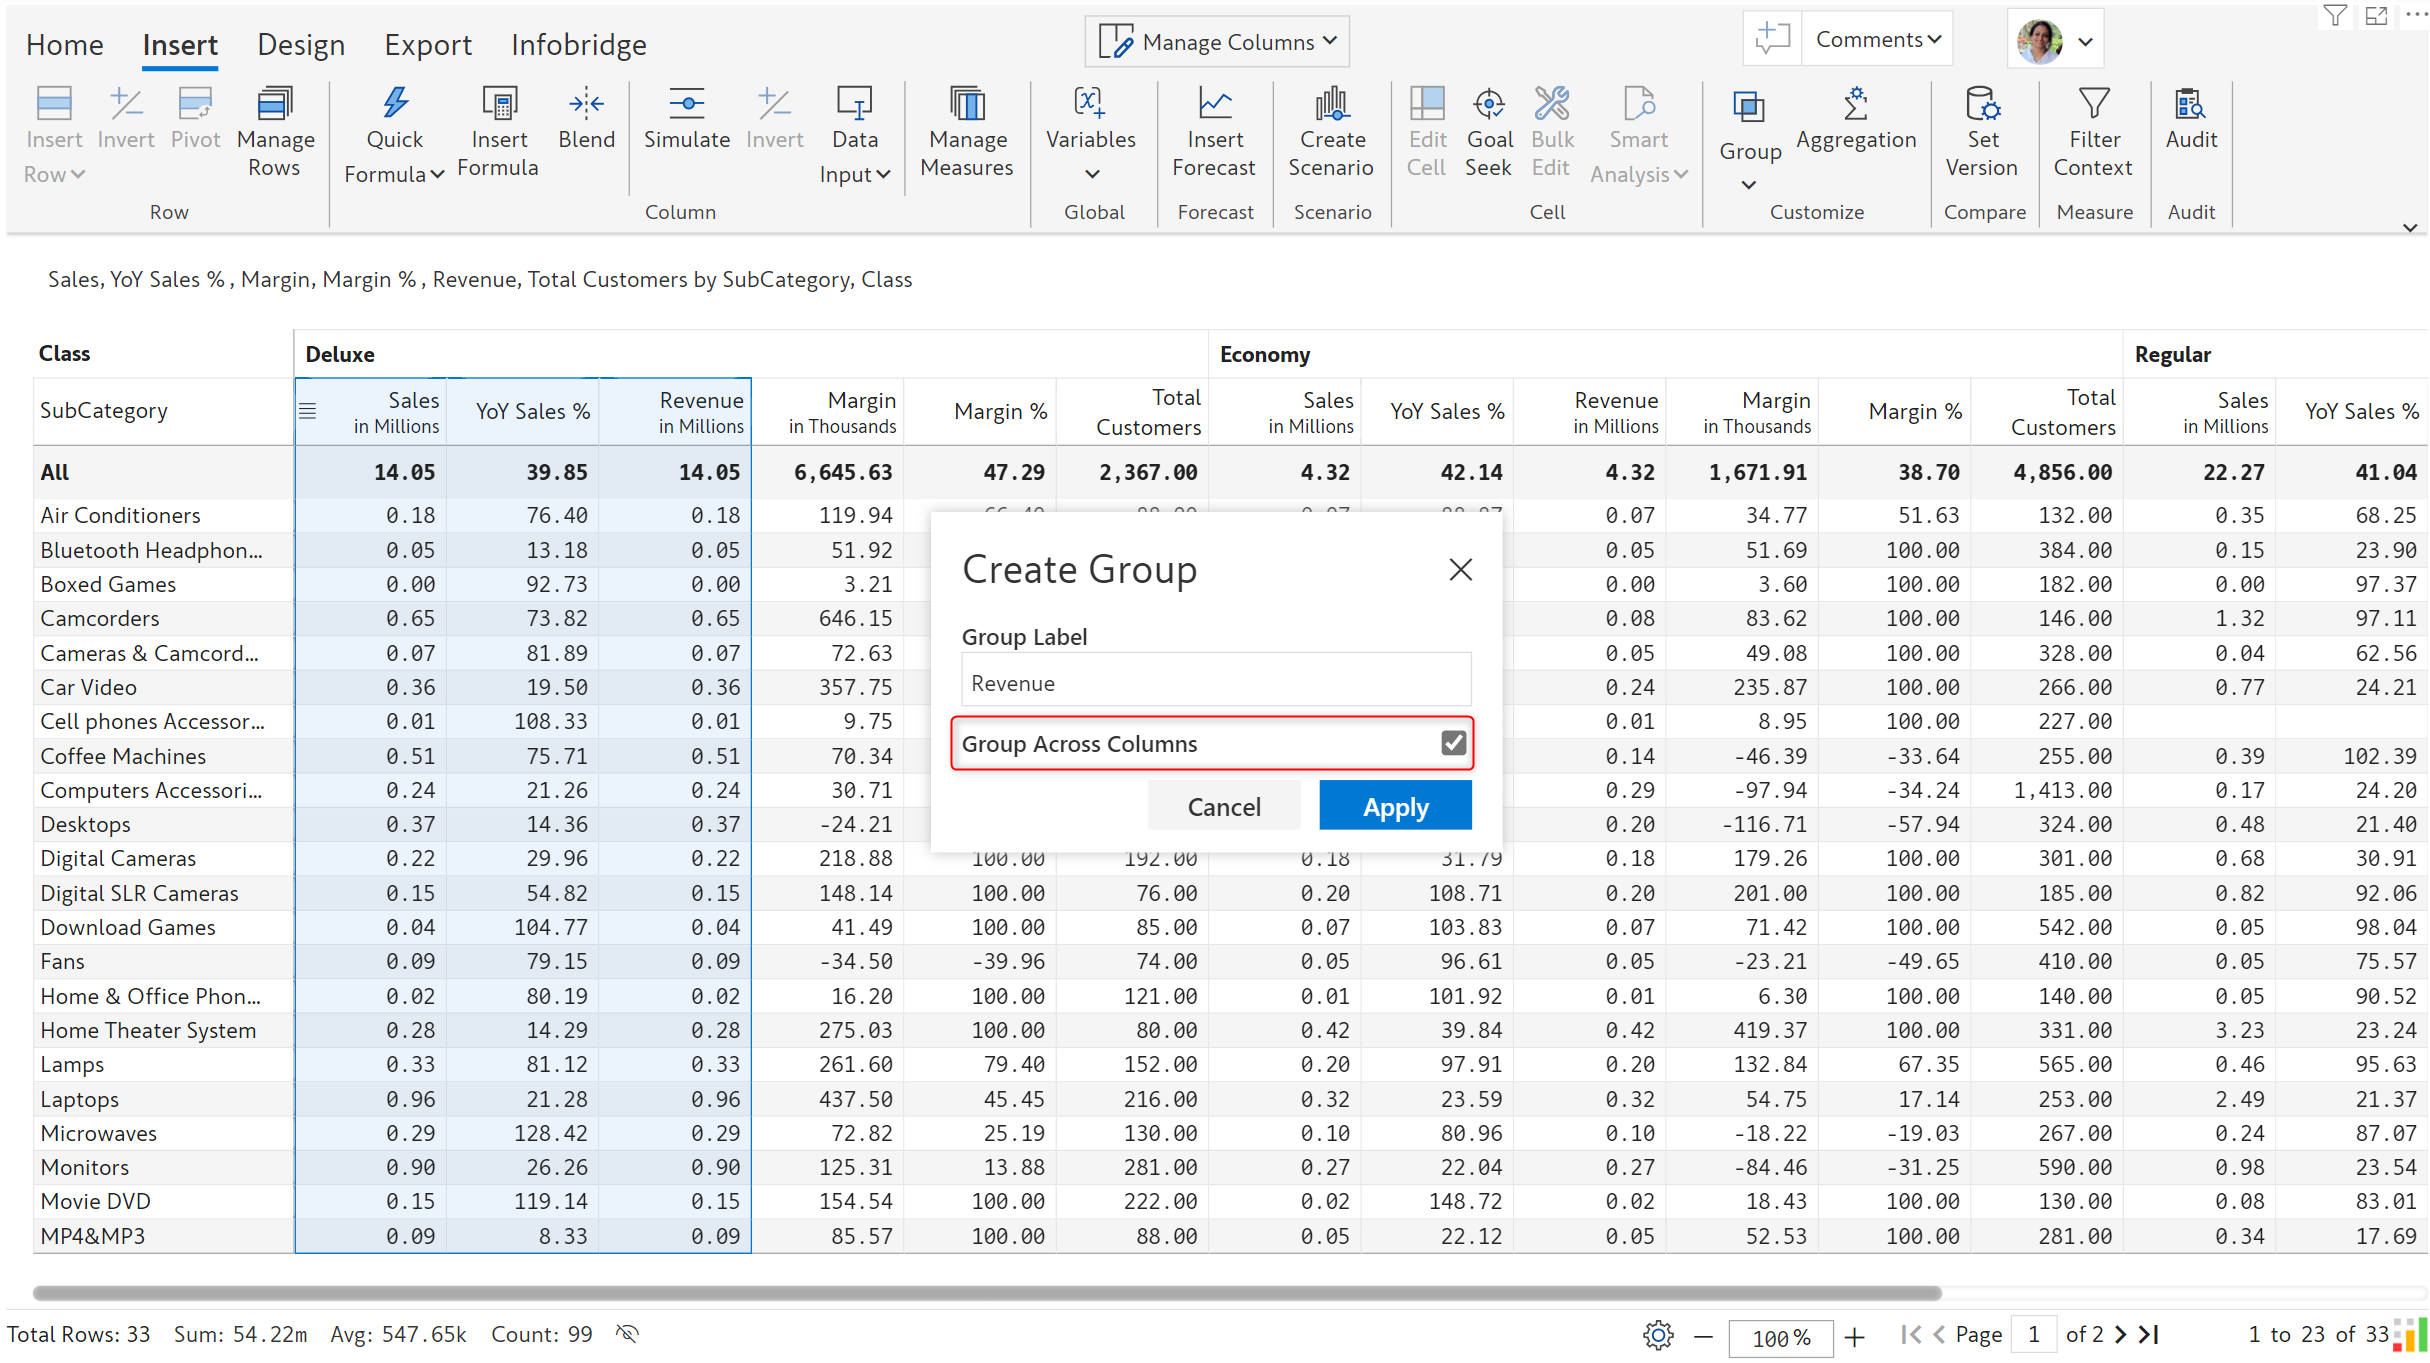 Home Insert Design Export Infobridge Manage Columns Comments
Insert Row Invert Pivot Manage Rows Quick Formula Insert Formula Blend Simulate Invert Data Input Manage Measures Variables Insert Forecast Create Scenario Edit Cell Goal Seek Bulk Edit Smart Analysis Group Aggregation Set Version Filter Context Audit
Row Column Global Forecast Scenario Cell Customize Compare Measure Audit
Sales, YoY Sales % , Margin, Margin % , Revenue, Total Customers by SubCategory, Class
Class Deluxe Economy Regular
SubCategory Sales in Millions YoY Sales % Revenue in Millions Margin in Thousands Margin % Total Customers Sales in Millions YoY Sales % Revenue in Millions Margin in Thousands Margin % Total Customers Sales in Millions YoY Sales %
All 14.05 39.85 14.05 6,645.63 47.29 2,367.00 4.32 42.14 4.32 1,671.91 38.70 4,856.00 22.27 41.04
Air Conditioners 0.18 76.40 0.18 119.94 0.07 34.77 51.63 132.00 0.35 68.25
Bluetooth Headphon... 0.05 13.18 0.05 51.92 0.05 51.69 100.00 384.00 0.15 23.90
Boxed Games 0.00 92.73 0.00 3.21 0.00 3.60 100.00 182.00 0.00 97.37
Camcorders 0.65 73.82 0.65 646.15 0.08 83.62 100.00 146.00 1.32 97.11
Cameras & Camcord... 0.07 81.89 0.07 72.63 0.05 49.08 100.00 328.00 0.04 62.56
Car Video 0.36 19.50 0.36 357.75 0.24 235.87 100.00 266.00 0.77 24.21
Cell phones Accessor... 0.01 108.33 0.01 9.75 0.01 8.95 100.00 227.00
Coffee Machines 0.51 75.71 0.51 70.34 0.14 -46.39 -33.64 255.00 0.39 102.39
Computers Accessori... 0.24 21.26 0.24 30.71 0.29 -97.94 -34.24 1,413.00 0.17 24.20
Desktops 0.37 14.36 0.37 -24.21 0.20 -116.71 -57.94 324.00 0.48 21.40
Digital Cameras 0.22 29.96 0.22 218.88 100.00 192.00 0.18 31.79 0.18 179.26 100.00 301.00 0.68 30.91
Digital SLR Cameras 0.15 54.82 0.15 148.14 100.00 76.00 0.20 108.71 0.20 201.00 100.00 185.00 0.82 92.06
Download Games 0.04 104.77 0.04 41.49 100.00 85.00 0.07 103.83 0.07 71.42 100.00 542.00 0.05 98.04
Fans 0.09 79.15 0.09 -34.50 -39.96 74.00 0.05 96.61 0.05 -23.21 -49.65 410.00 0.05 75.57
Home & Office Phon... 0.02 80.19 0.02 16.20 100.00 121.00 0.01 101.92 0.01 6.30 100.00 140.00 0.05 90.52
Home Theater System 0.28 14.29 0.28 275.03 100.00 80.00 0.42 39.84 0.42 419.37 100.00 331.00 3.23 23.24
Lamps 0.33 81.12 0.33 261.60 79.40 152.00 0.20 97.91 0.20 132.84 67.35 565.00 0.46 95.63
Laptops 0.96 21.28 0.96 437.50 45.45 216.00 0.32 23.59 0.32 54.75 17.14 253.00 2.49 21.37
Microwaves 0.29 128.42 0.29 72.82 25.19 130.00 0.10 80.96 0.10 -18.22 -19.03 267.00 0.24 87.07
Monitors 0.90 26.26 0.90 125.31 13.88 281.00 0.27 22.04 0.27 -84.46 -31.25 590.00 0.98 23.54
Movie DVD 0.15 119.14 0.15 154.54 100.00 222.00 0.02 148.72 0.02 18.43 100.00 130.00 0.08 83.01
MP4&MP3 0.09 8.33 0.09 85.57 100.00 88.00 0.05 22.12 0.05 52.53 100.00 281.00 0.34 17.69
Create Group
Group Label
Revenue
Group Across Columns
Cancel Apply
Total Rows: 33 Sum: 54.22m Avg: 547.65k Count: 99 100 % Page 1 of 2 1 to 23 of 33